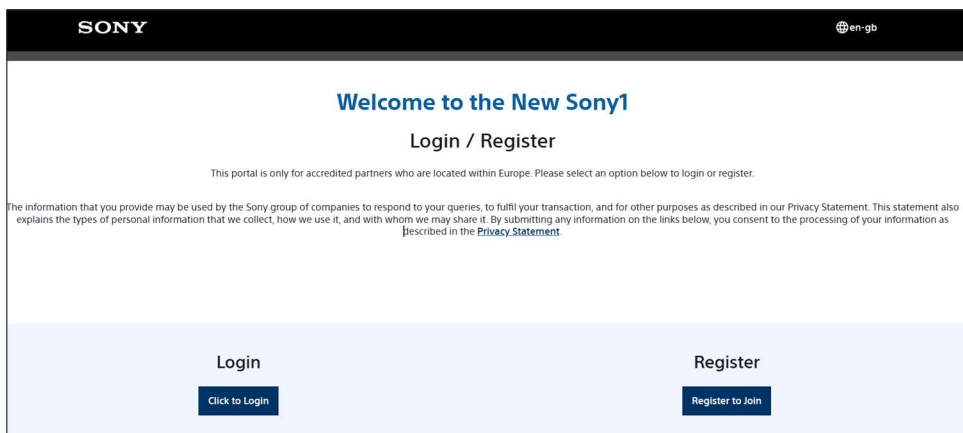 SONY
en-gb
Welcome to the New Sony1
Login / Register
This portal is only for accredited partners who are located within Europe. Please select an option below to login or register.
The information that you provide may be used by the Sony group of companies to respond to your queries, to fulfil your transaction, and for other purposes as described in our Privacy Statement. This statement also
explains the types of personal information that we collect, how we use it, and with whom we may share it. By submitting any information on the links below, you consent to the processing of your information as
described in the Privacy Statement.
Login
Register
Click to Login
Register to Join